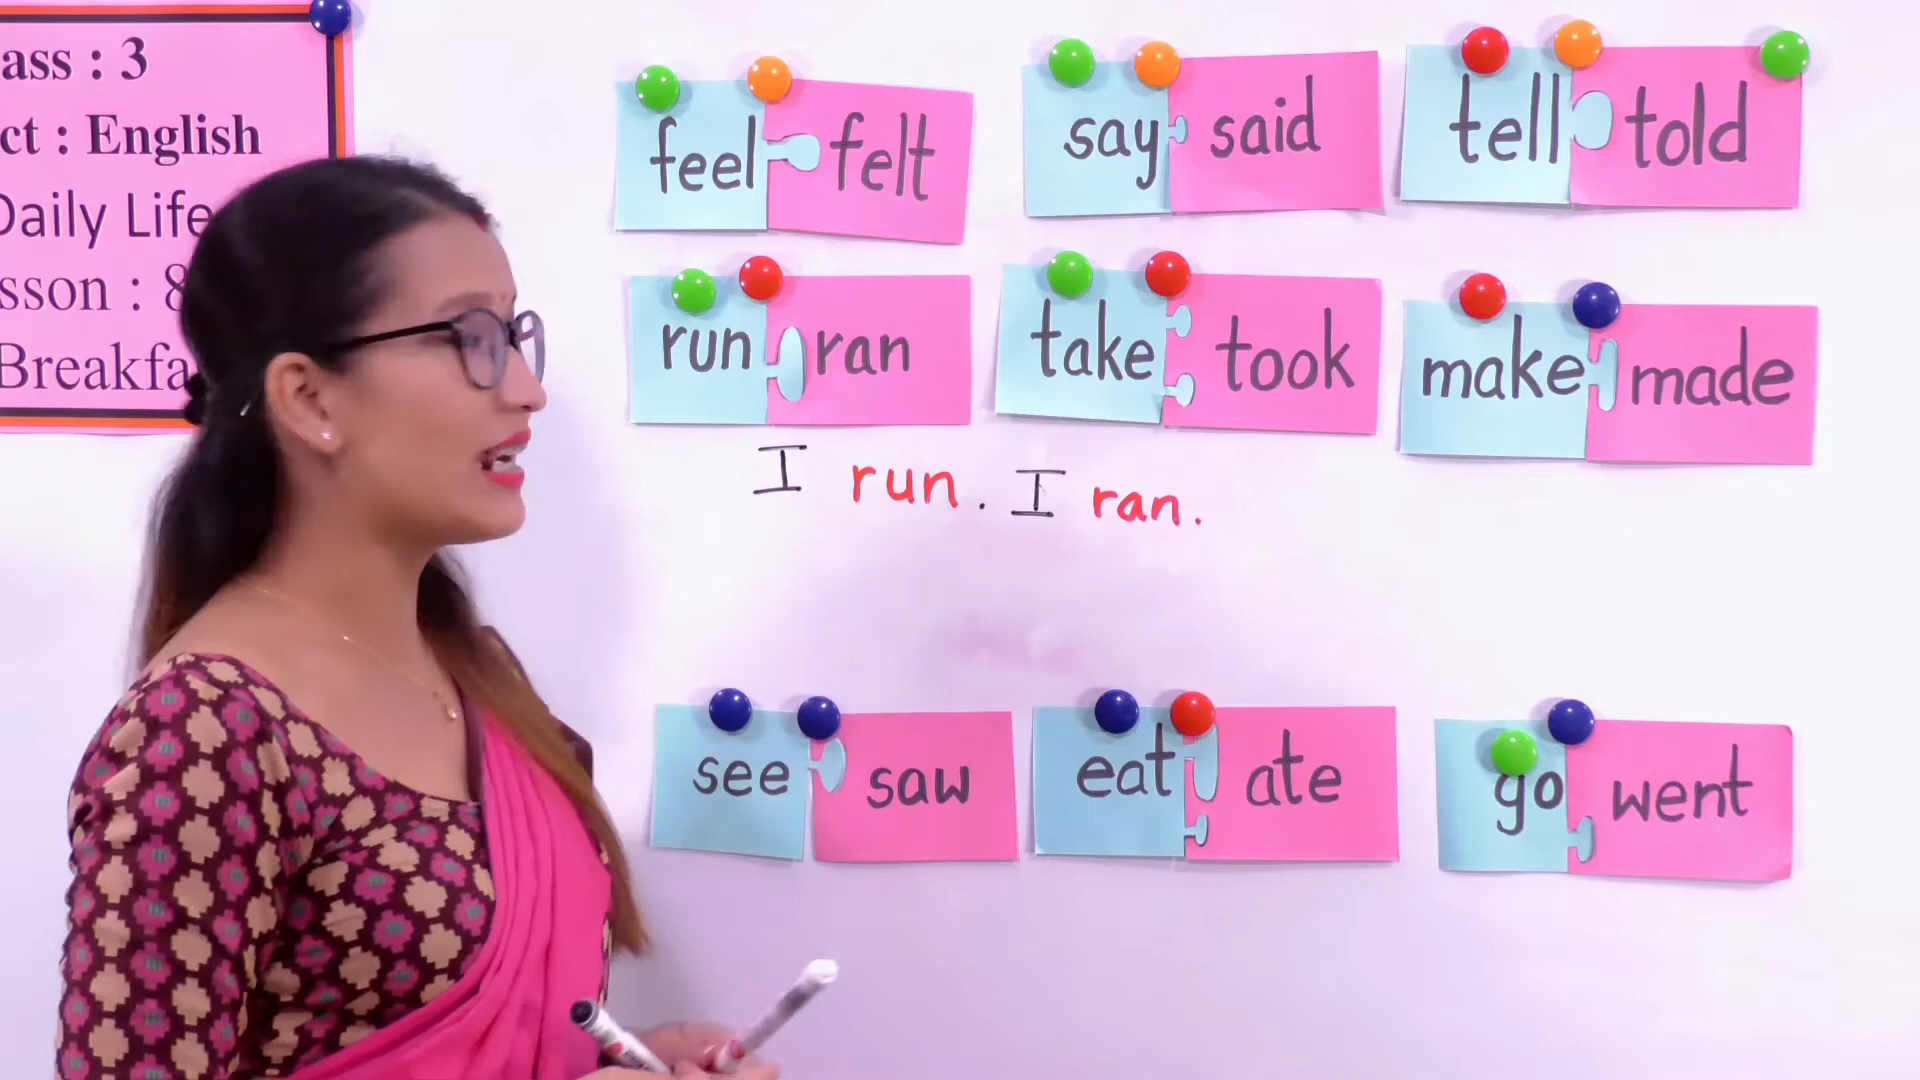 ass : 3
ct : English
Daily Life
sson : 8
Breakfa
feel felt
say said
tell told
run ran
take took
make made
I run. I ran.
see saw
eat ate
go went